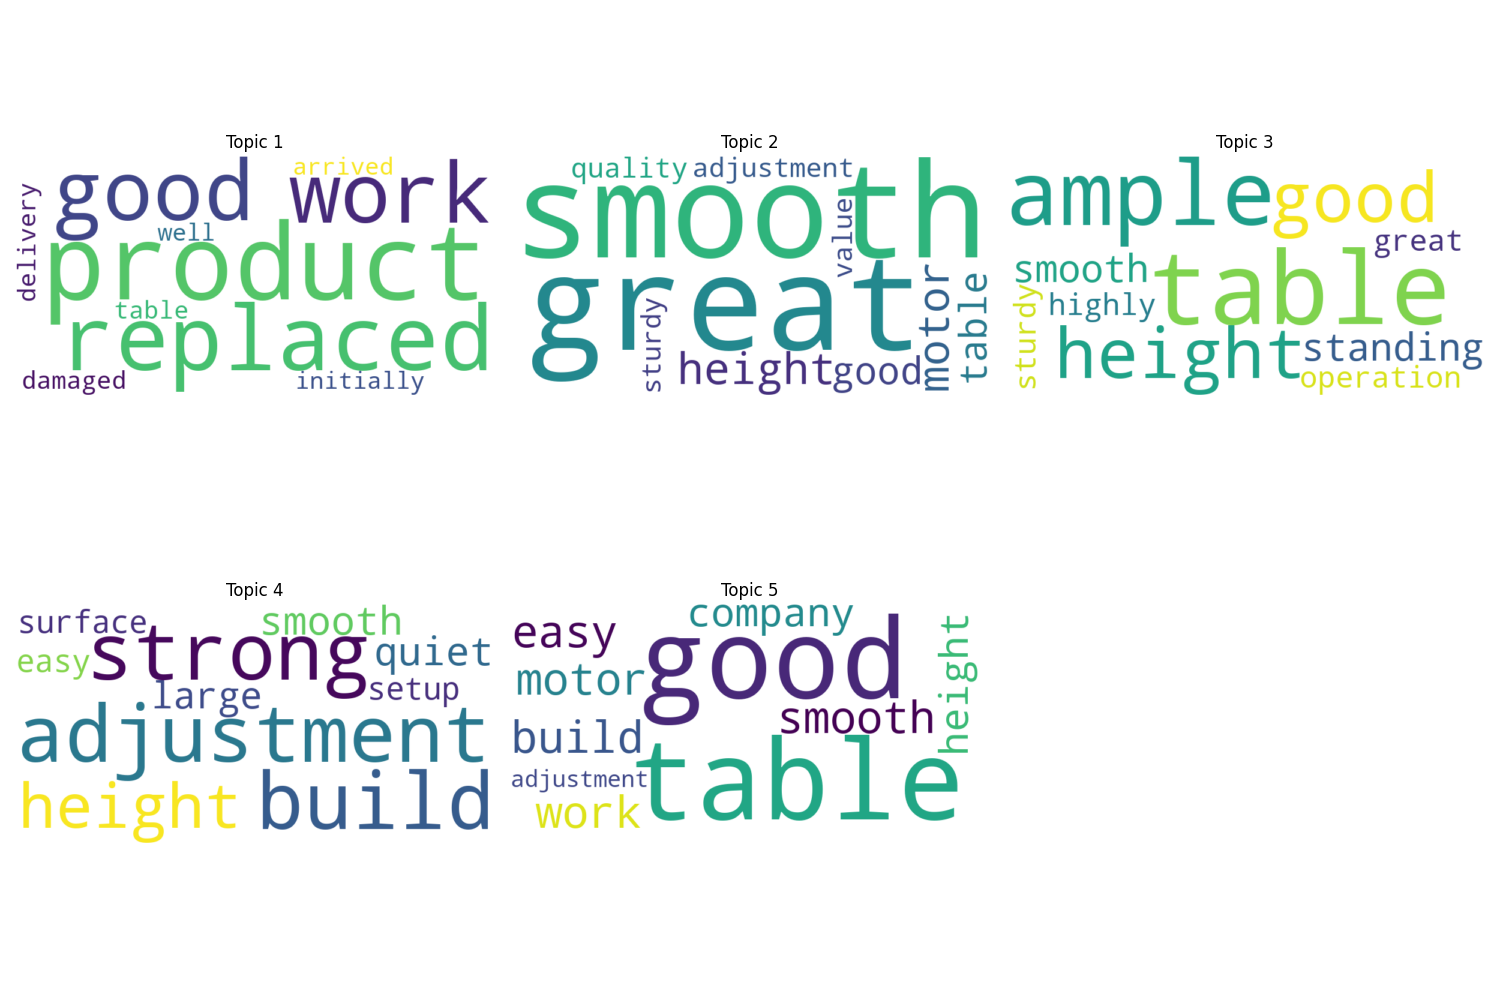 Topic 1
arrived
good work
delivery
well
product
table
replaced
damaged
initially
Topic 2
quality adjustment
smooth
value
great
sturdy
motor
table
height good
Topic 3
ample good
great
smooth
table
highly
sturdy
height standing
operation
Topic 4
surface smooth
strong quiet
easy
large setup
adjustment
height build
Topic 5
company
easy
good
height
motor
smooth
build
table
adjustment
work